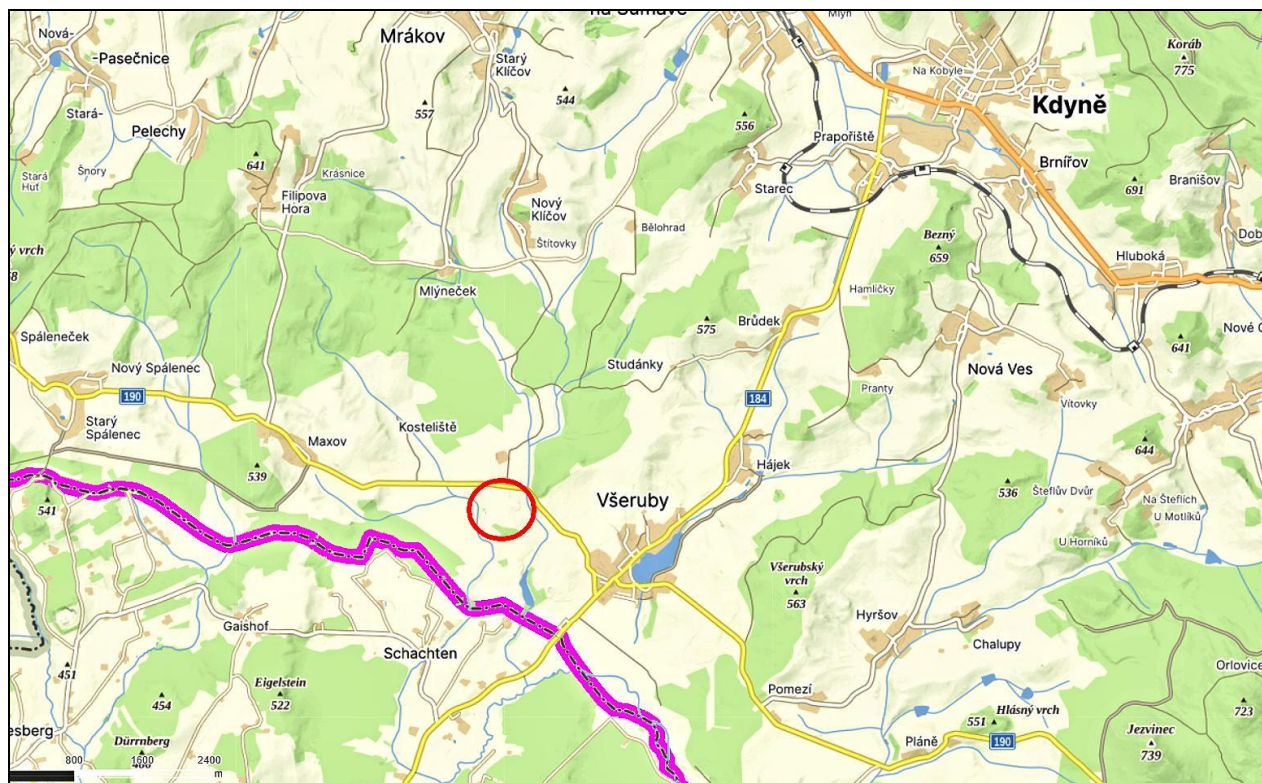 na Šumavě
Mlýn
Nová-
-Pasečnice
Stará-
Pelechy
Stará
Huť
Šnory
Mrákov
Starý
Klíčov
557
544
641
Krásnice
Filipova
Hora
Nový
Klíčov
Štítovky
Mlýneček
Bělohrad
556
Starec
Prapořiště
Na Kobyle
Kdyně
Koráb
775
Brnířov
691
Branišov
Bezný
659
Hluboká
Hamličky
Brůdek
575
Studánky
Nová Ves
641
Spáleneček
Nový Spálenec
190
Starý
Spálenec
Maxov
Kosteliště
539
541
184
Pranty
Vítovky
644
Hájek
Všeruby
536
Šteflův Dvůr
Na Šteflích
U Motlíků
U Horníků
Všerubský
vrch
563
Hyršov
Chalupy
Gaishof
Schachten
451
454
Eigelstein
522
Dürrnberg
Pomezí
Pláně
551
Hlásný vrch
190
Jezvinec
739
723
800
1600
2400
m